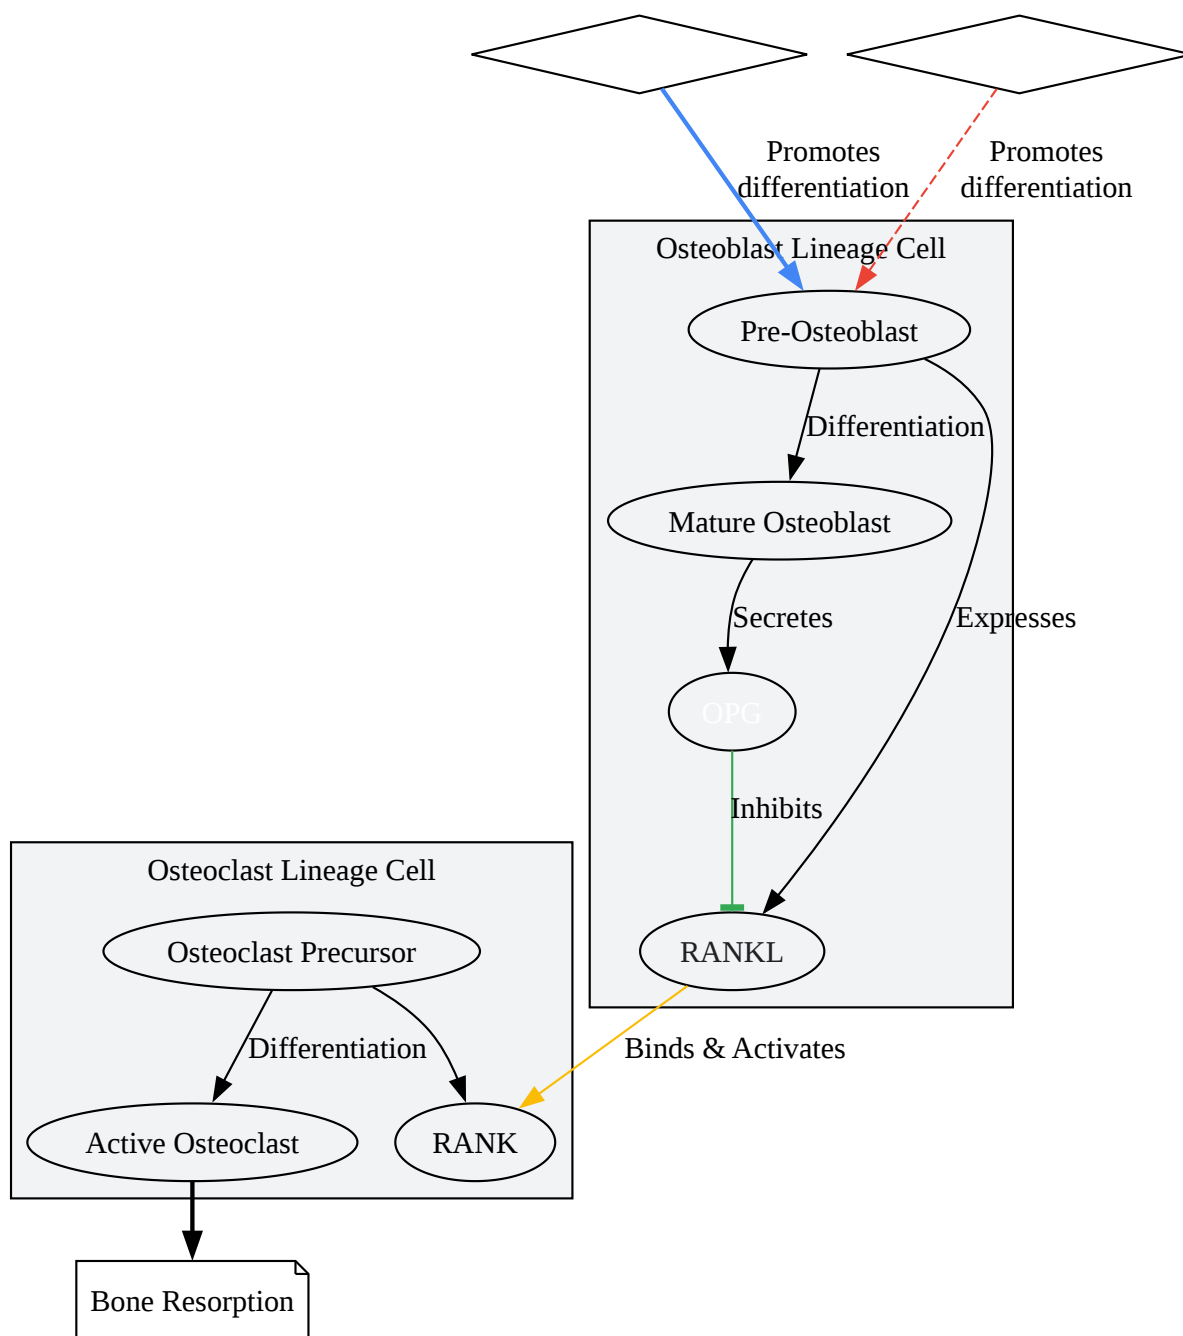 Promotes
differentiation
Promotes
differentiation
Osteoblast Lineage Cell
Pre-Osteoblast
Differentiation
Mature Osteoblast
Secretes
Expresses
OPG
Inhibits
Osteoclast Lineage Cell
Osteoclast Precursor
RANKL
Differentiation
Binds & Activates
Active Osteoclast
RANK
Bone Resorption